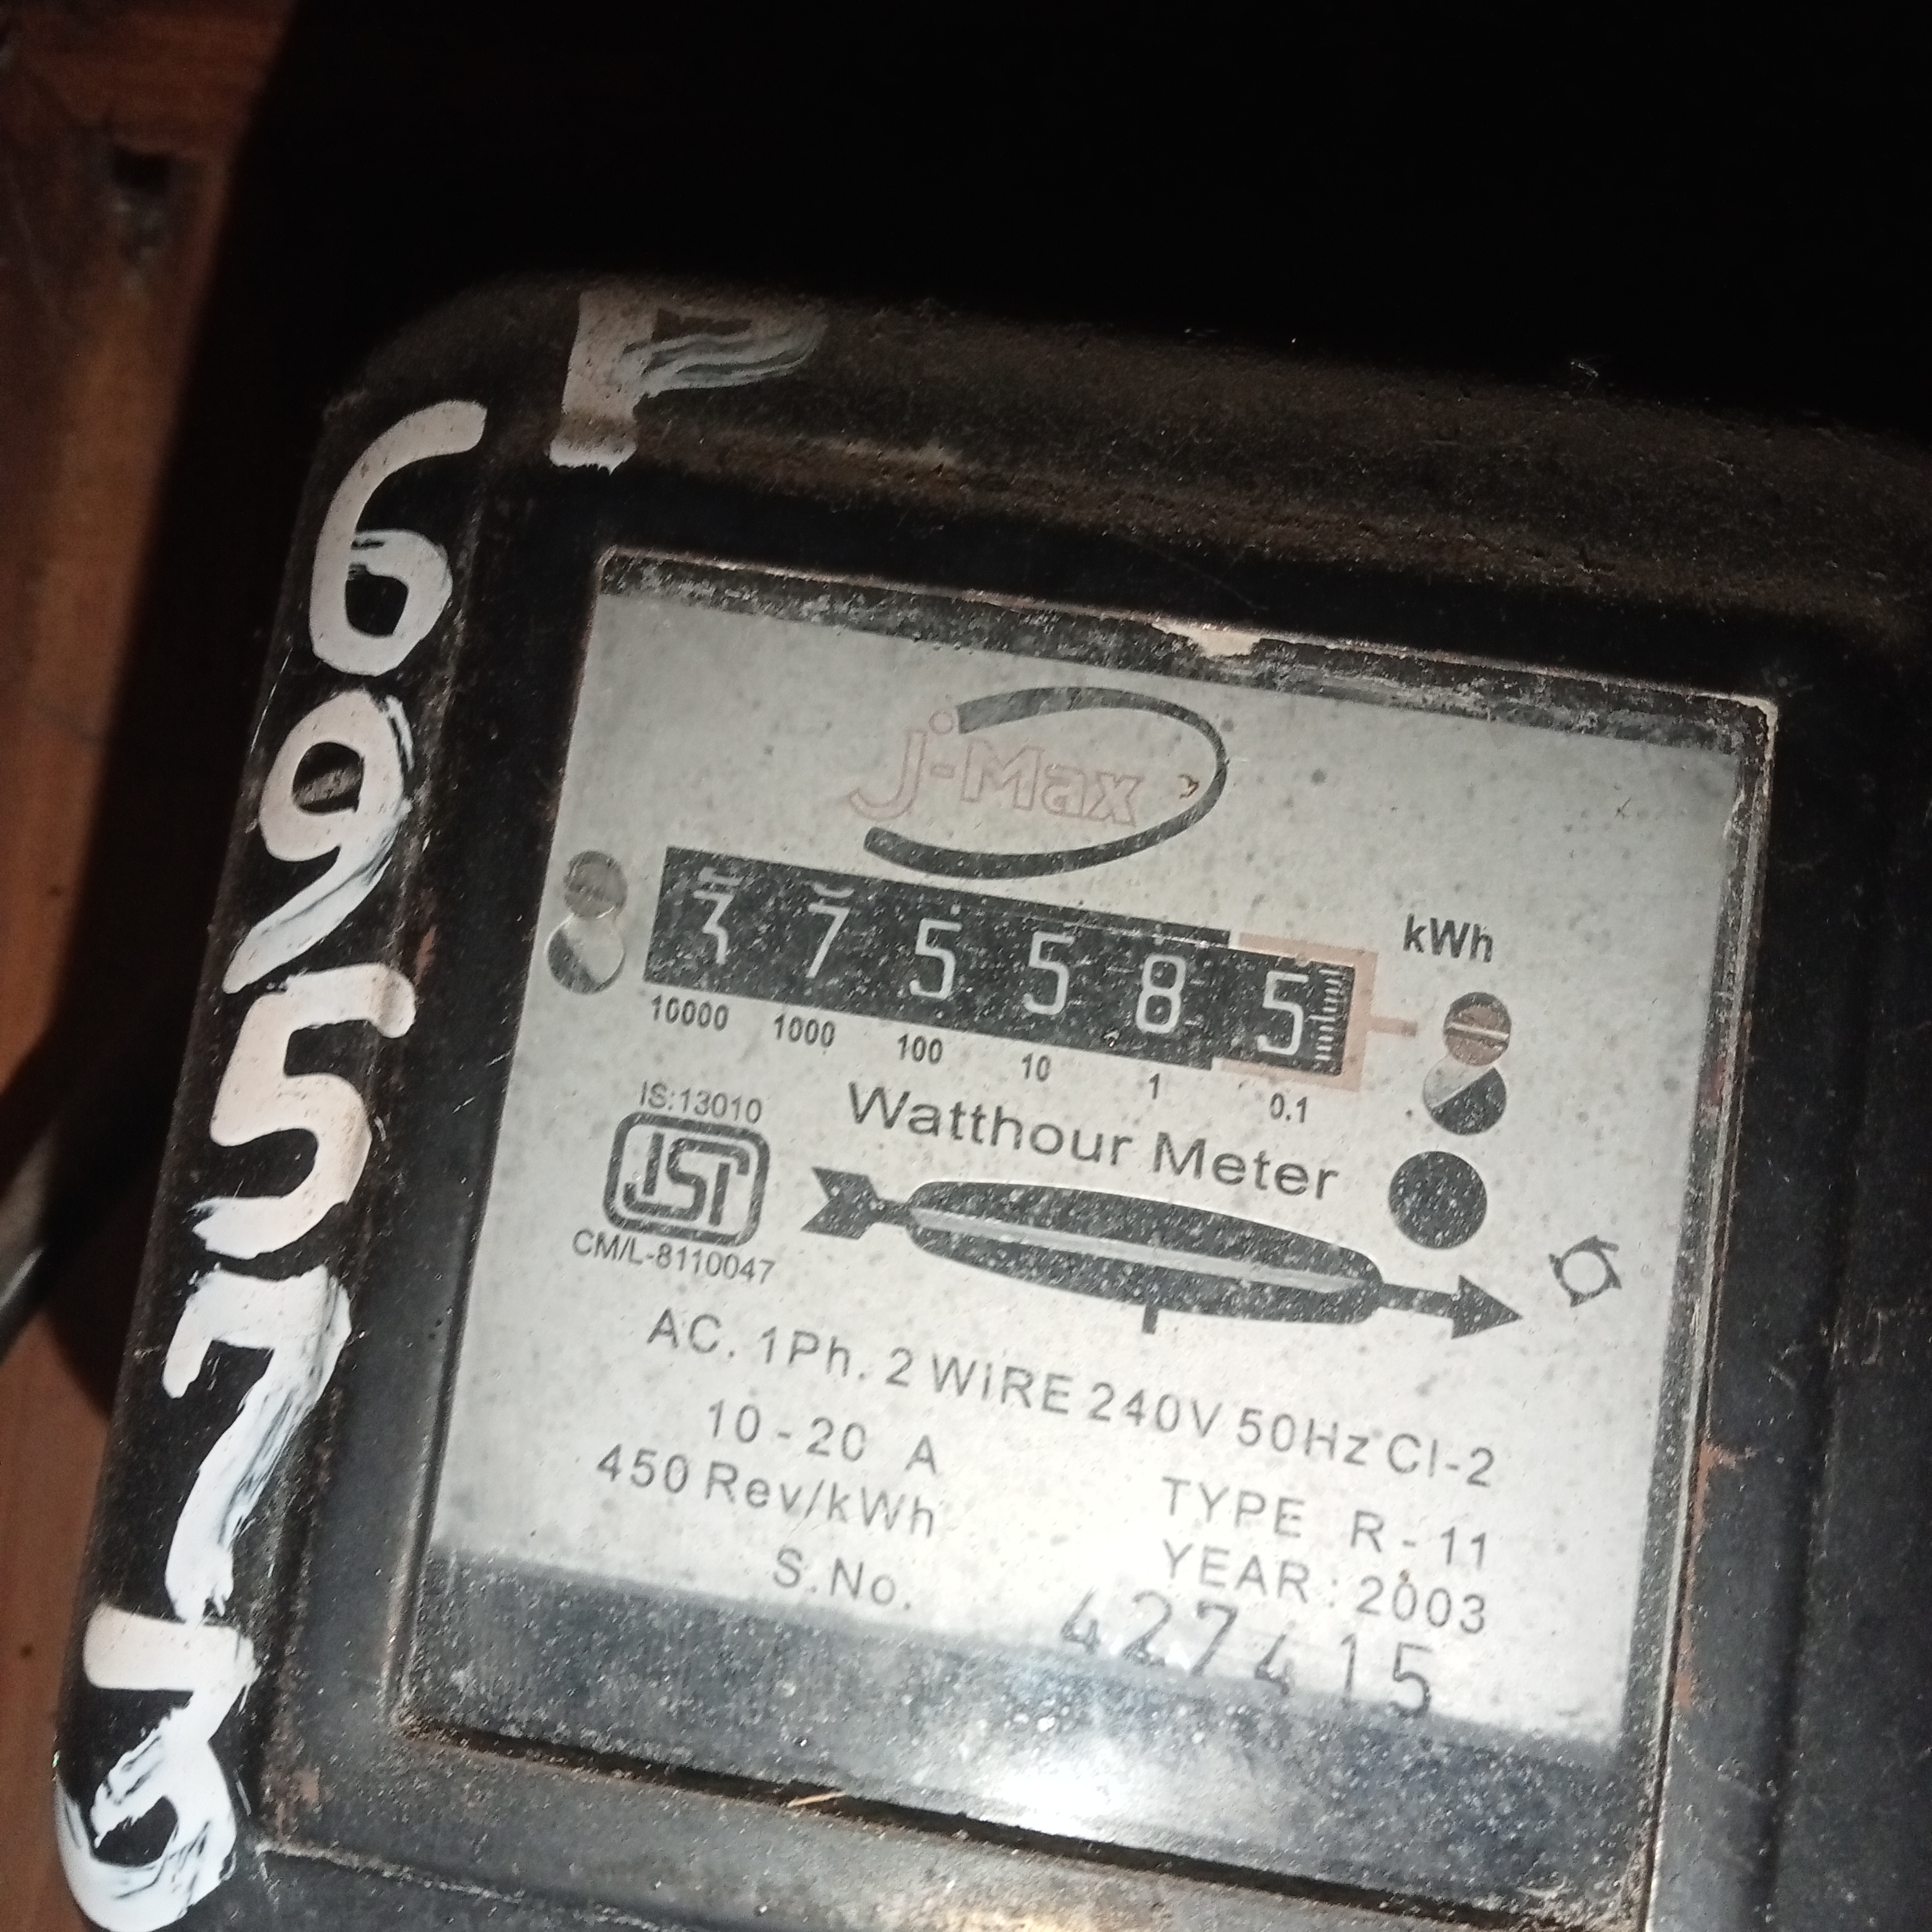 P
69575
j-Max
375585
kWh
10000 1000 100 10 1 0.1
IS:13010
Watthour Meter
ISI
CM/L-8110047
AC. 1Ph. 2 WiRE 240V 50Hz Cl-2
10-20 A
450 Rev/kWh TYPE R-11
YEAR: 2003
S.No. 427415